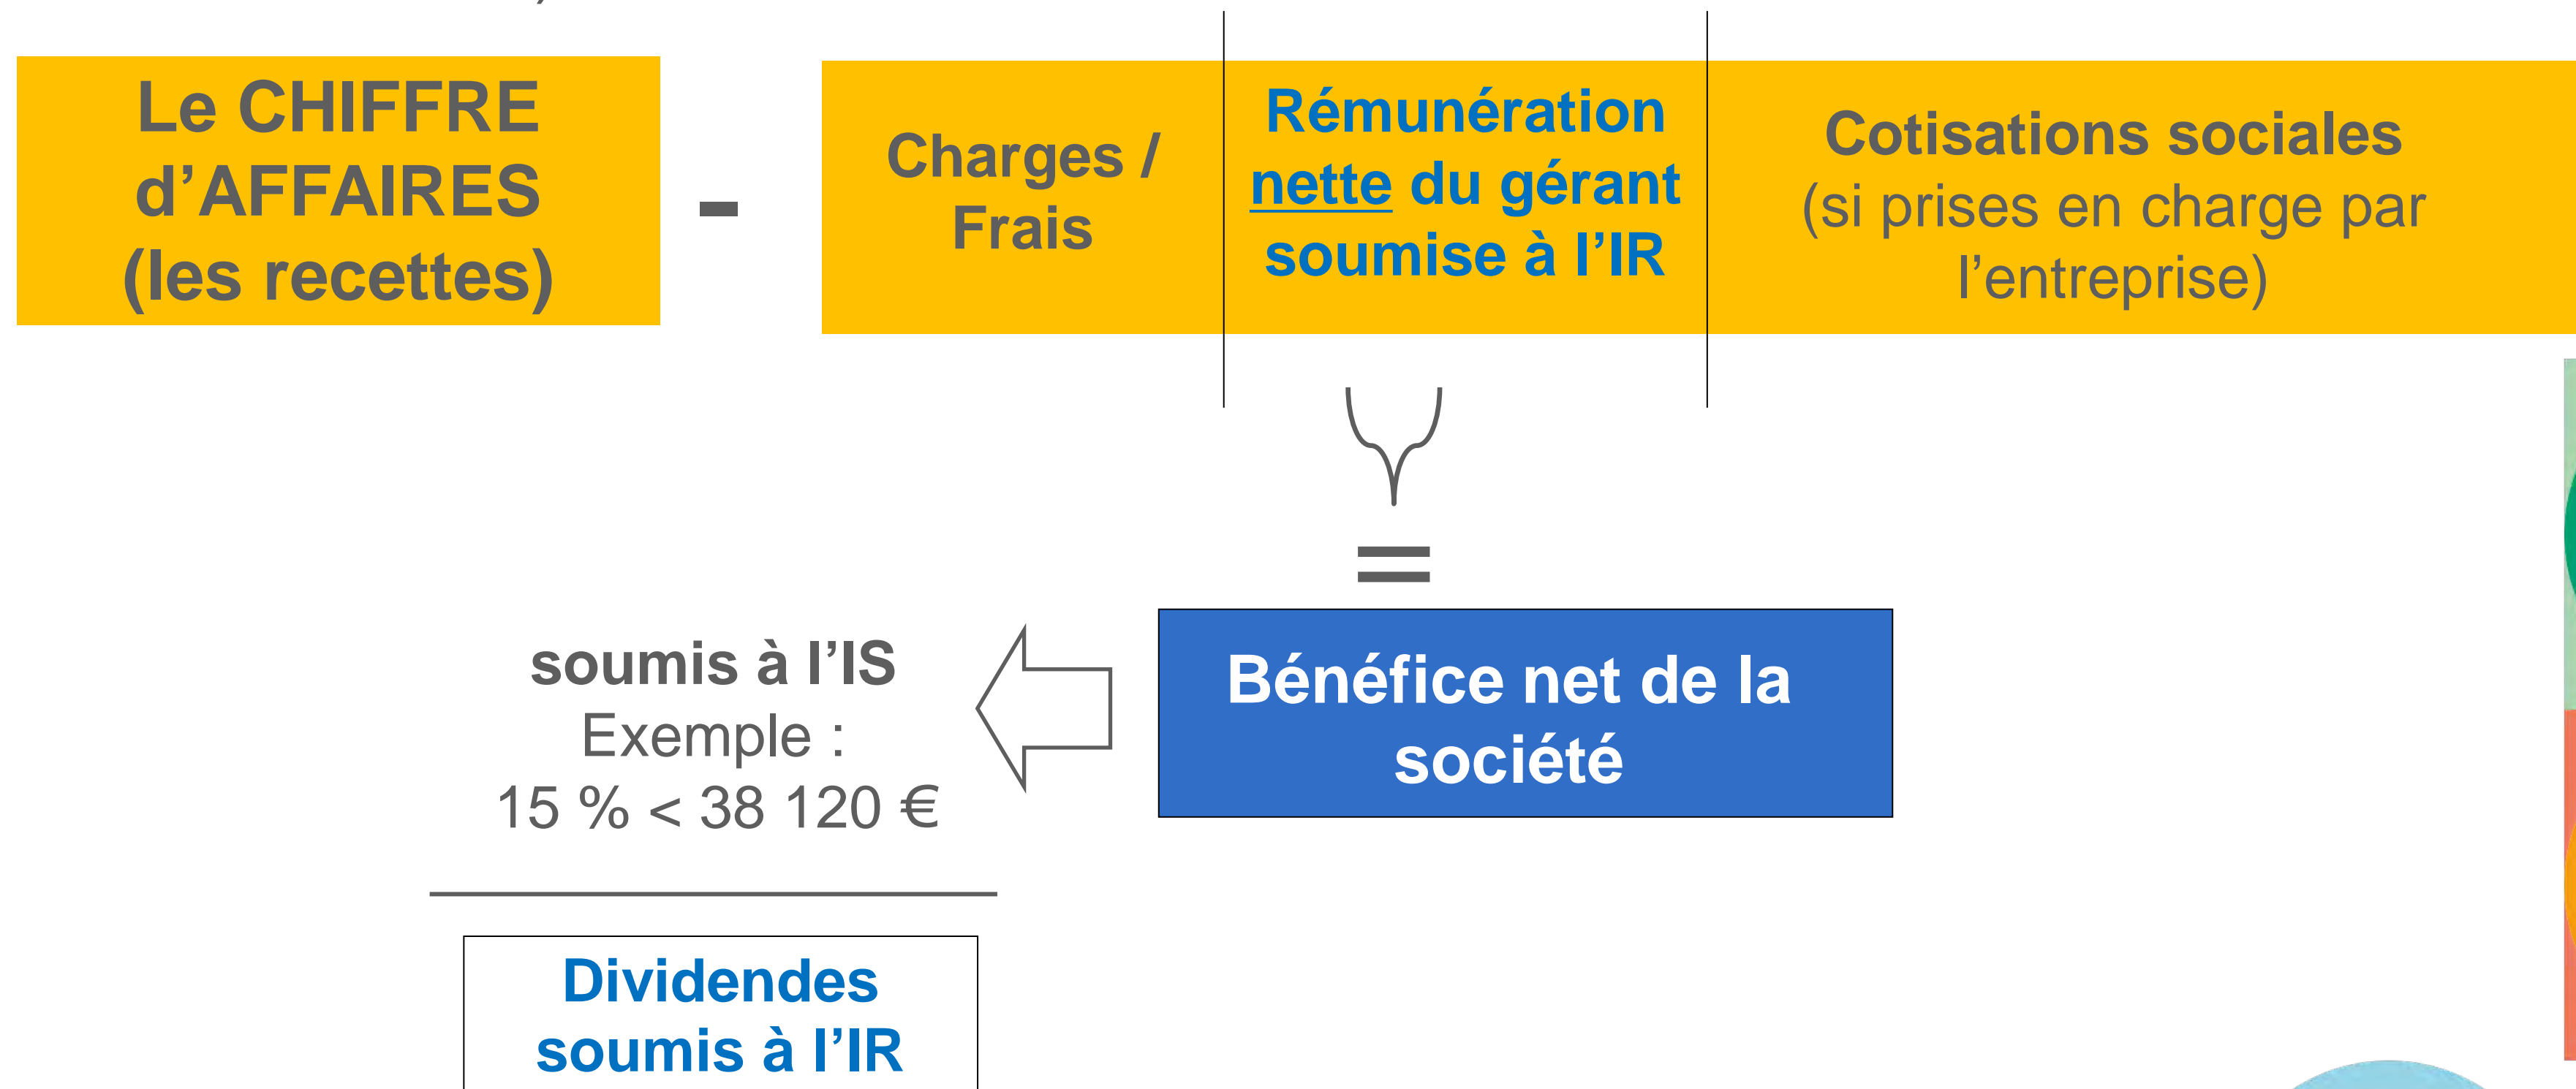 Le CHIFFRE
d’AFFAIRES
(les recettes)
-
Charges /
Frais
Rémunération
nette du gérant
soumise à l’IR
Cotisations sociales
(si prises en charge par
l’entreprise)
=
soumis à l’IS
Exemple :
15 % < 38 120 €
Bénéfice net de la
société
Dividendes
soumis à l’IR